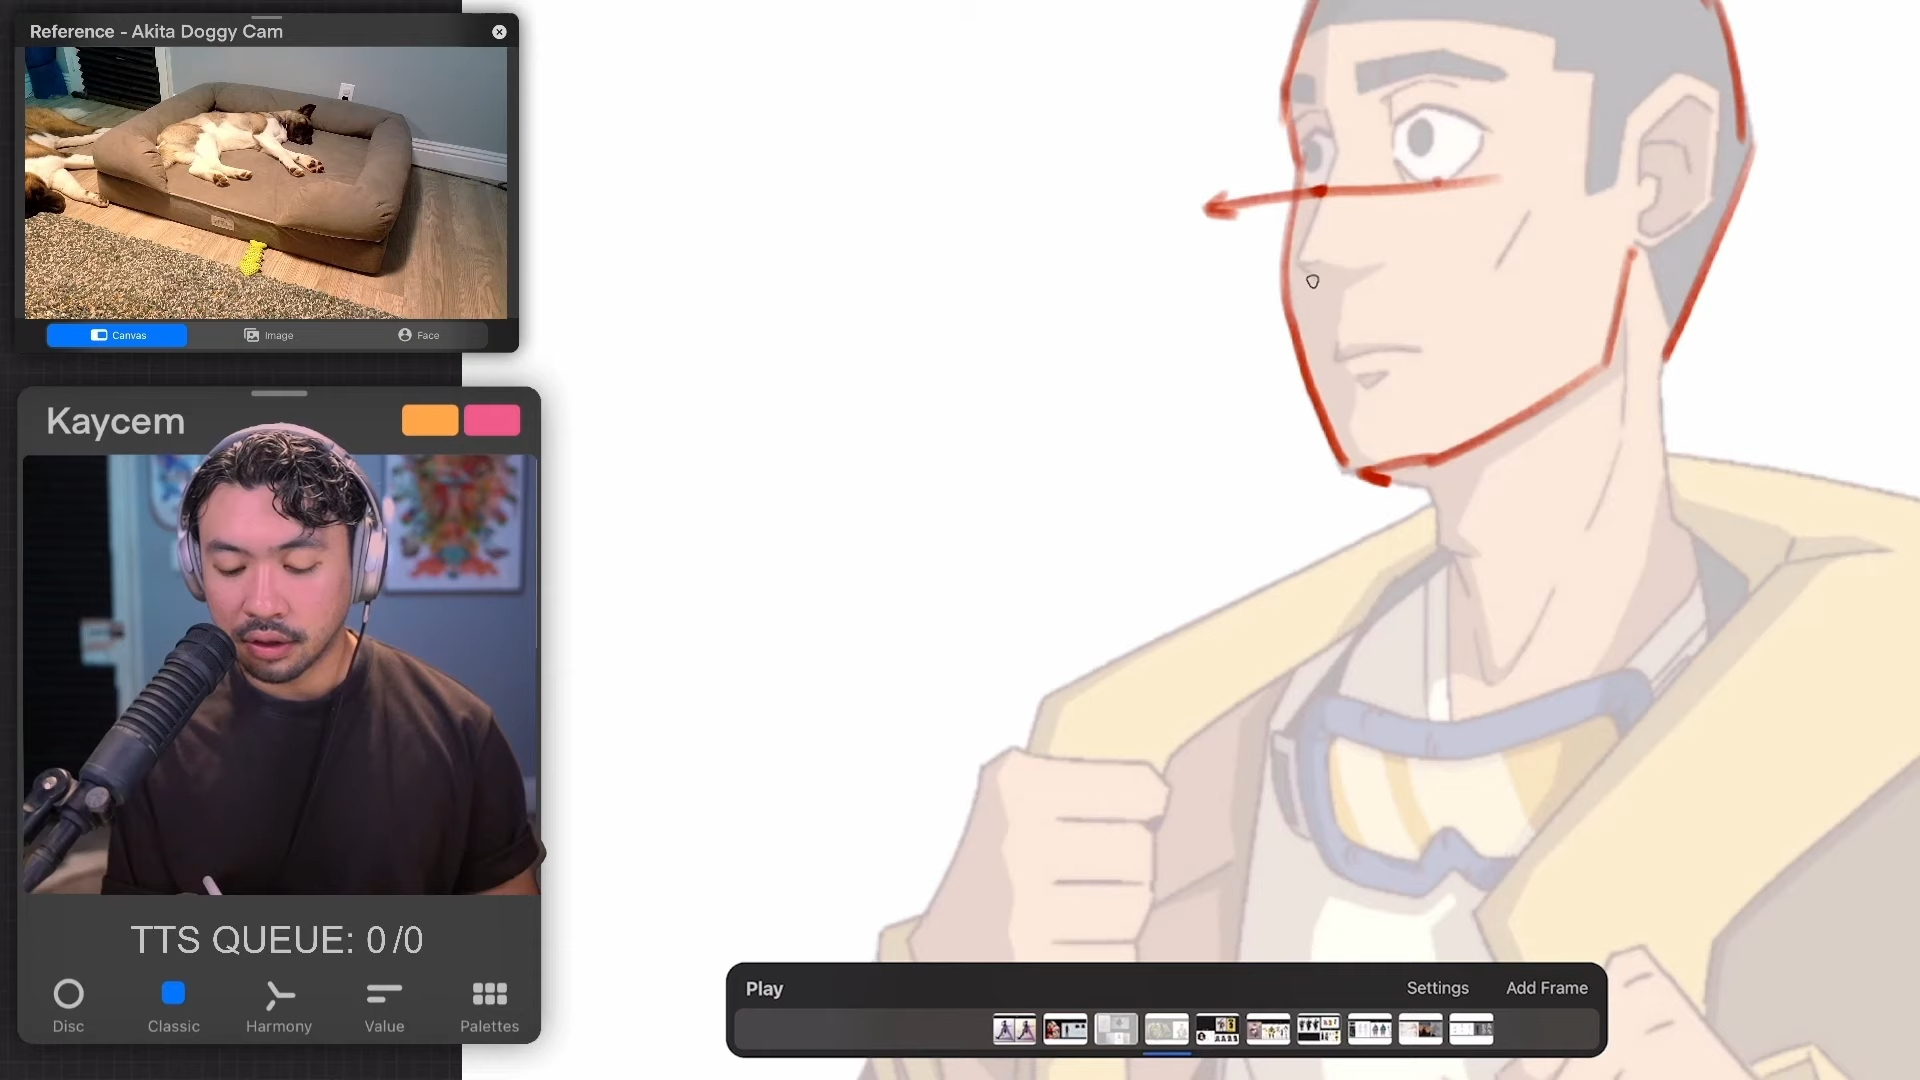 Reference - Akita Doggy Cam
Canvas
Image
Face
Kaycem
TTS QUEUE: 0/0
Disc
Classic
Harmony
Value
Palettes
Play
Settings
Add Frame